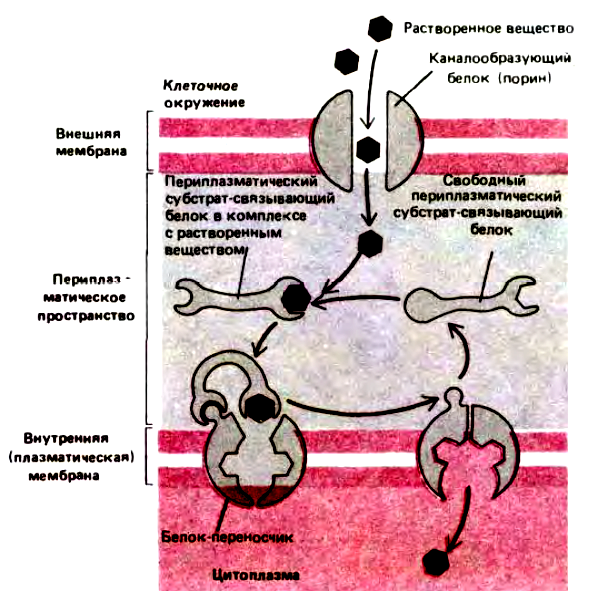 Растворенное вещество
Каналообразующий
белок (порин)
Клеточное
окружение
Внешняя
мембрана
Периплазматический
субстрат-связывающий
белок в комплексе
с растворенным
веществом
Свободный
периплазматический
субстрат-связывающий
белок
Периплаз-
матическое
пространство
Внутренняя
(плазматическая)
мембрана
Белок-переносчик
Цитоплазма